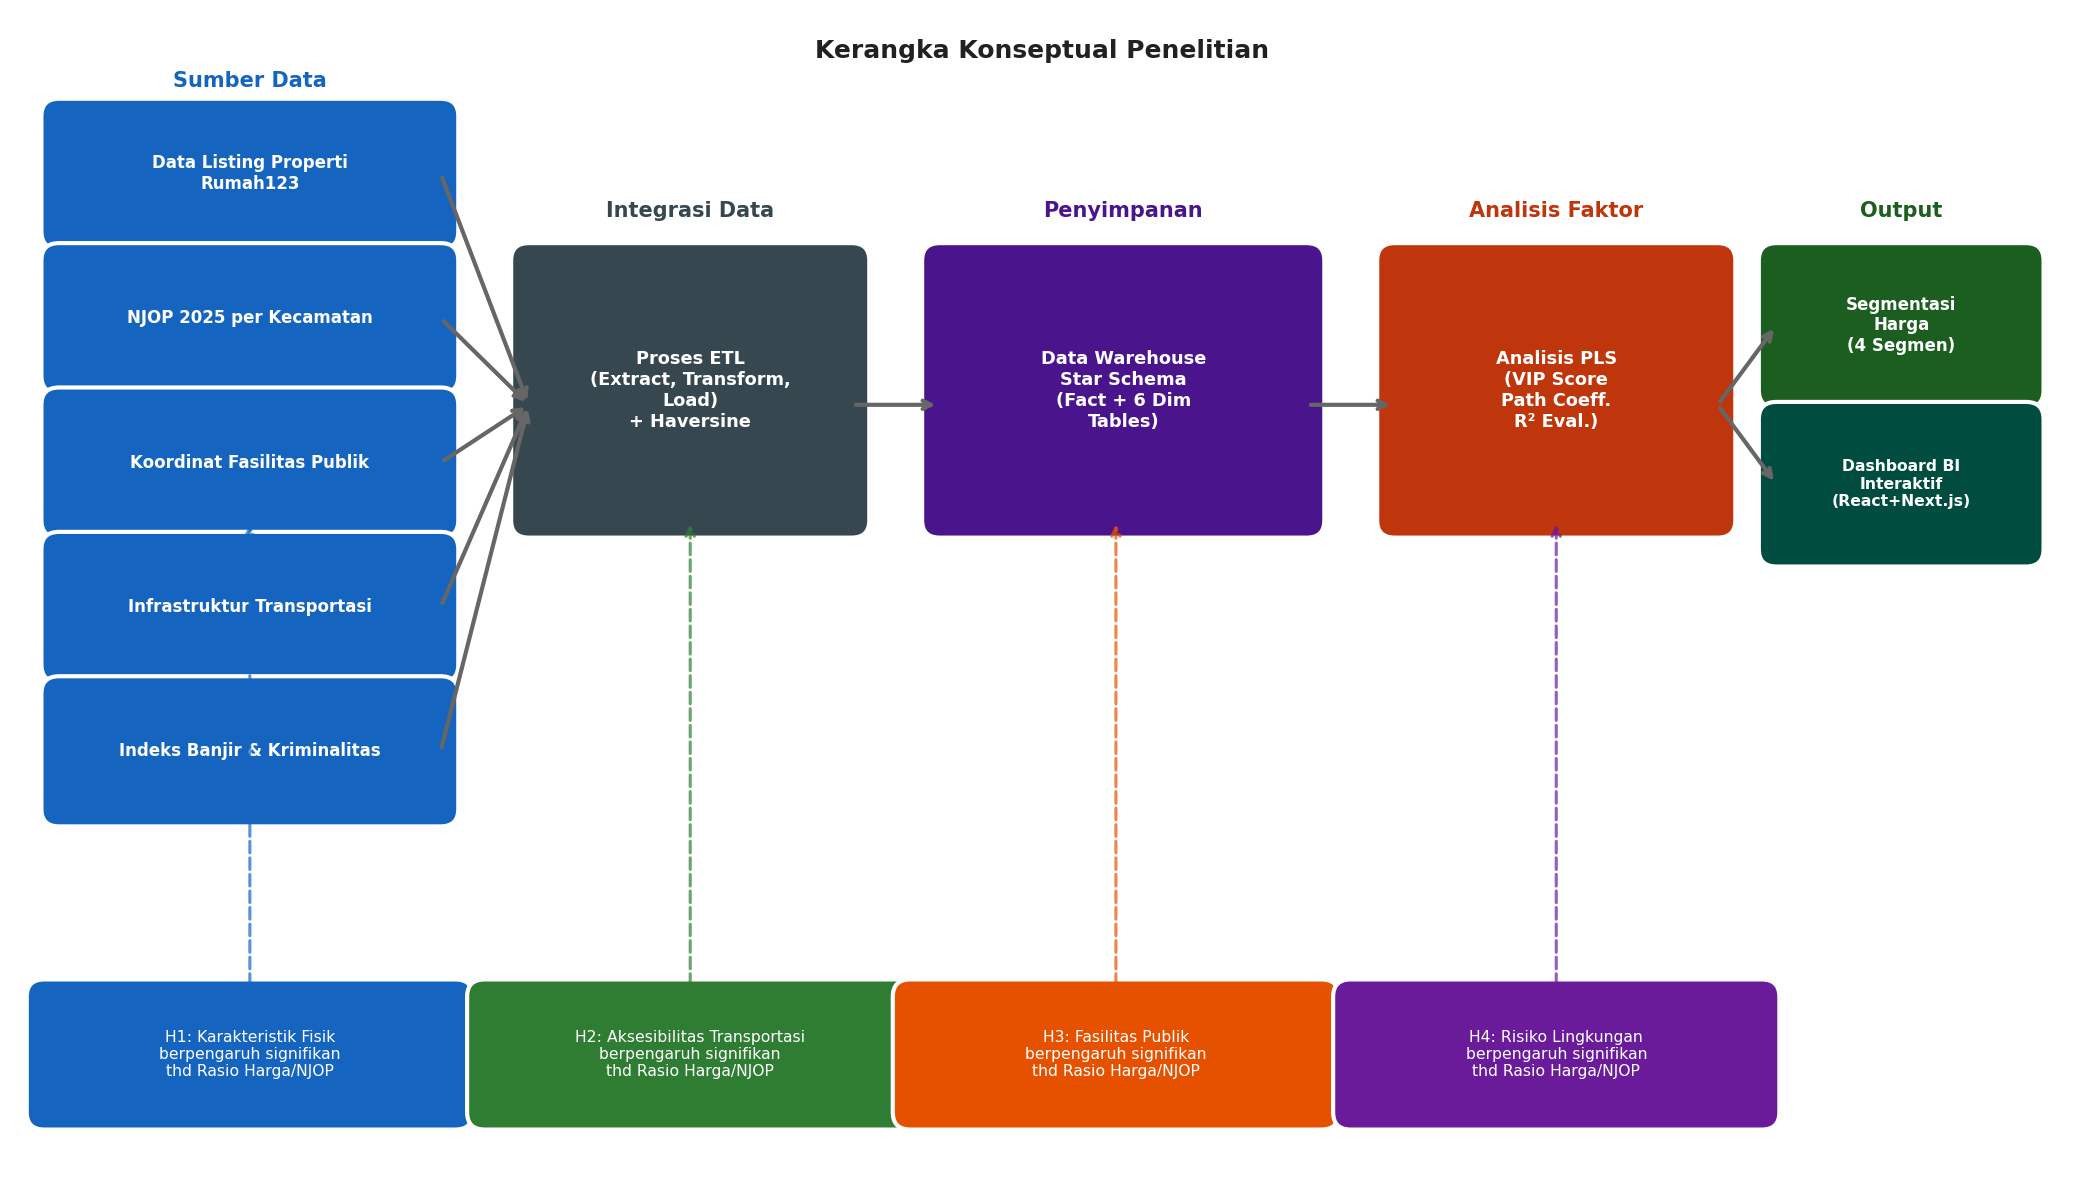 Kerangka Konseptual Penelitian
Sumber Data
Data Listing Properti
Rumah123
NJOP 2025 per Kecamatan
Koordinat Fasilitas Publik
Infrastruktur Transportasi
Indeks Banjir & Kriminalitas
Integrasi Data
Proses ETL
(Extract, Transform,
Load)
+ Haversine
Penyimpanan
Data Warehouse
Star Schema
(Fact + 6 Dim
Tables)
Analisis Faktor
Analisis PLS
(VIP Score
Path Coeff.
R² Eval.)
Output
Segmentasi
Harga
(4 Segmen)
Dashboard BI
Interaktif
(React+Next.js)
H1: Karakteristik Fisik
berpengaruh signifikan
thd Rasio Harga/NJOP
H2: Aksesibilitas Transportasi
berpengaruh signifikan
thd Rasio Harga/NJOP
H3: Fasilitas Publik
berpengaruh signifikan
thd Rasio Harga/NJOP
H4: Risiko Lingkungan
berpengaruh signifikan
thd Rasio Harga/NJOP